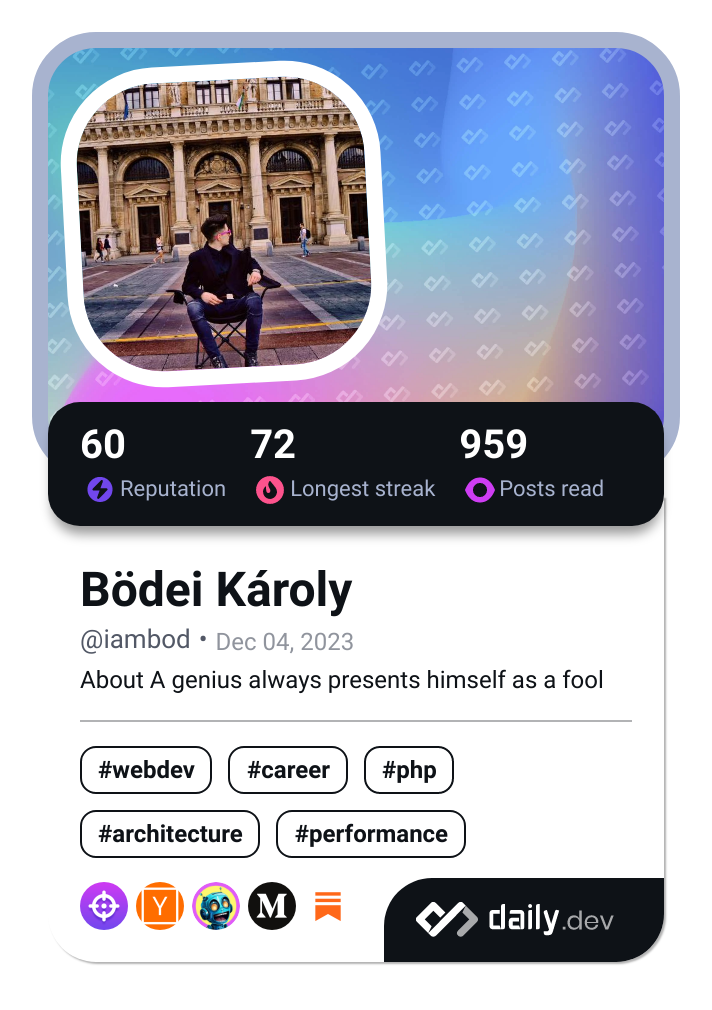 60 72 959
Reputation Longest streak Posts read
Bödei Károly
@iambod • Dec 04, 2023
About A genius always presents himself as a fool
#webdev #career #php
#architecture #performance
Y M daily.dev